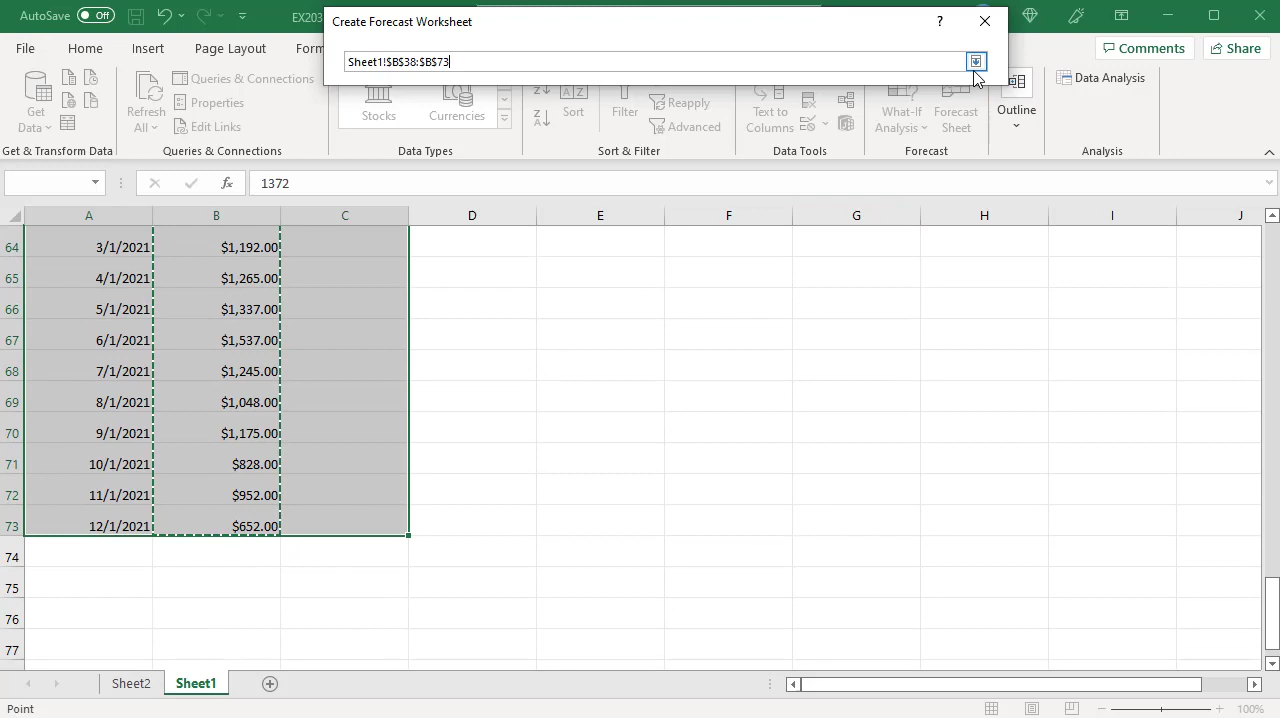 AutoSave Off
EX203
Create Forecast Worksheet
?
File Home Insert Page Layout Form
Comments Share
Sheet1!$B$38:$B$73
Get Data
Refresh All
Queries & Connections
Properties
Edit Links
Stocks
Currencies
Sort
Filter
Reapply
Advanced
Text to Columns
What-If Analysis
Forecast Sheet
Outline
Data Analysis
Get & Transform Data
Queries & Connections
Data Types
Sort & Filter
Data Tools
Forecast
Analysis
fx 1372
A B C D E F G H I J
64 3/1/2021 $1,192.00
65 4/1/2021 $1,265.00
66 5/1/2021 $1,337.00
67 6/1/2021 $1,537.00
68 7/1/2021 $1,245.00
69 8/1/2021 $1,048.00
70 9/1/2021 $1,175.00
71 10/1/2021 $828.00
72 11/1/2021 $952.00
73 12/1/2021 $652.00
74
75
76
77
Sheet2 Sheet1
Point
100%